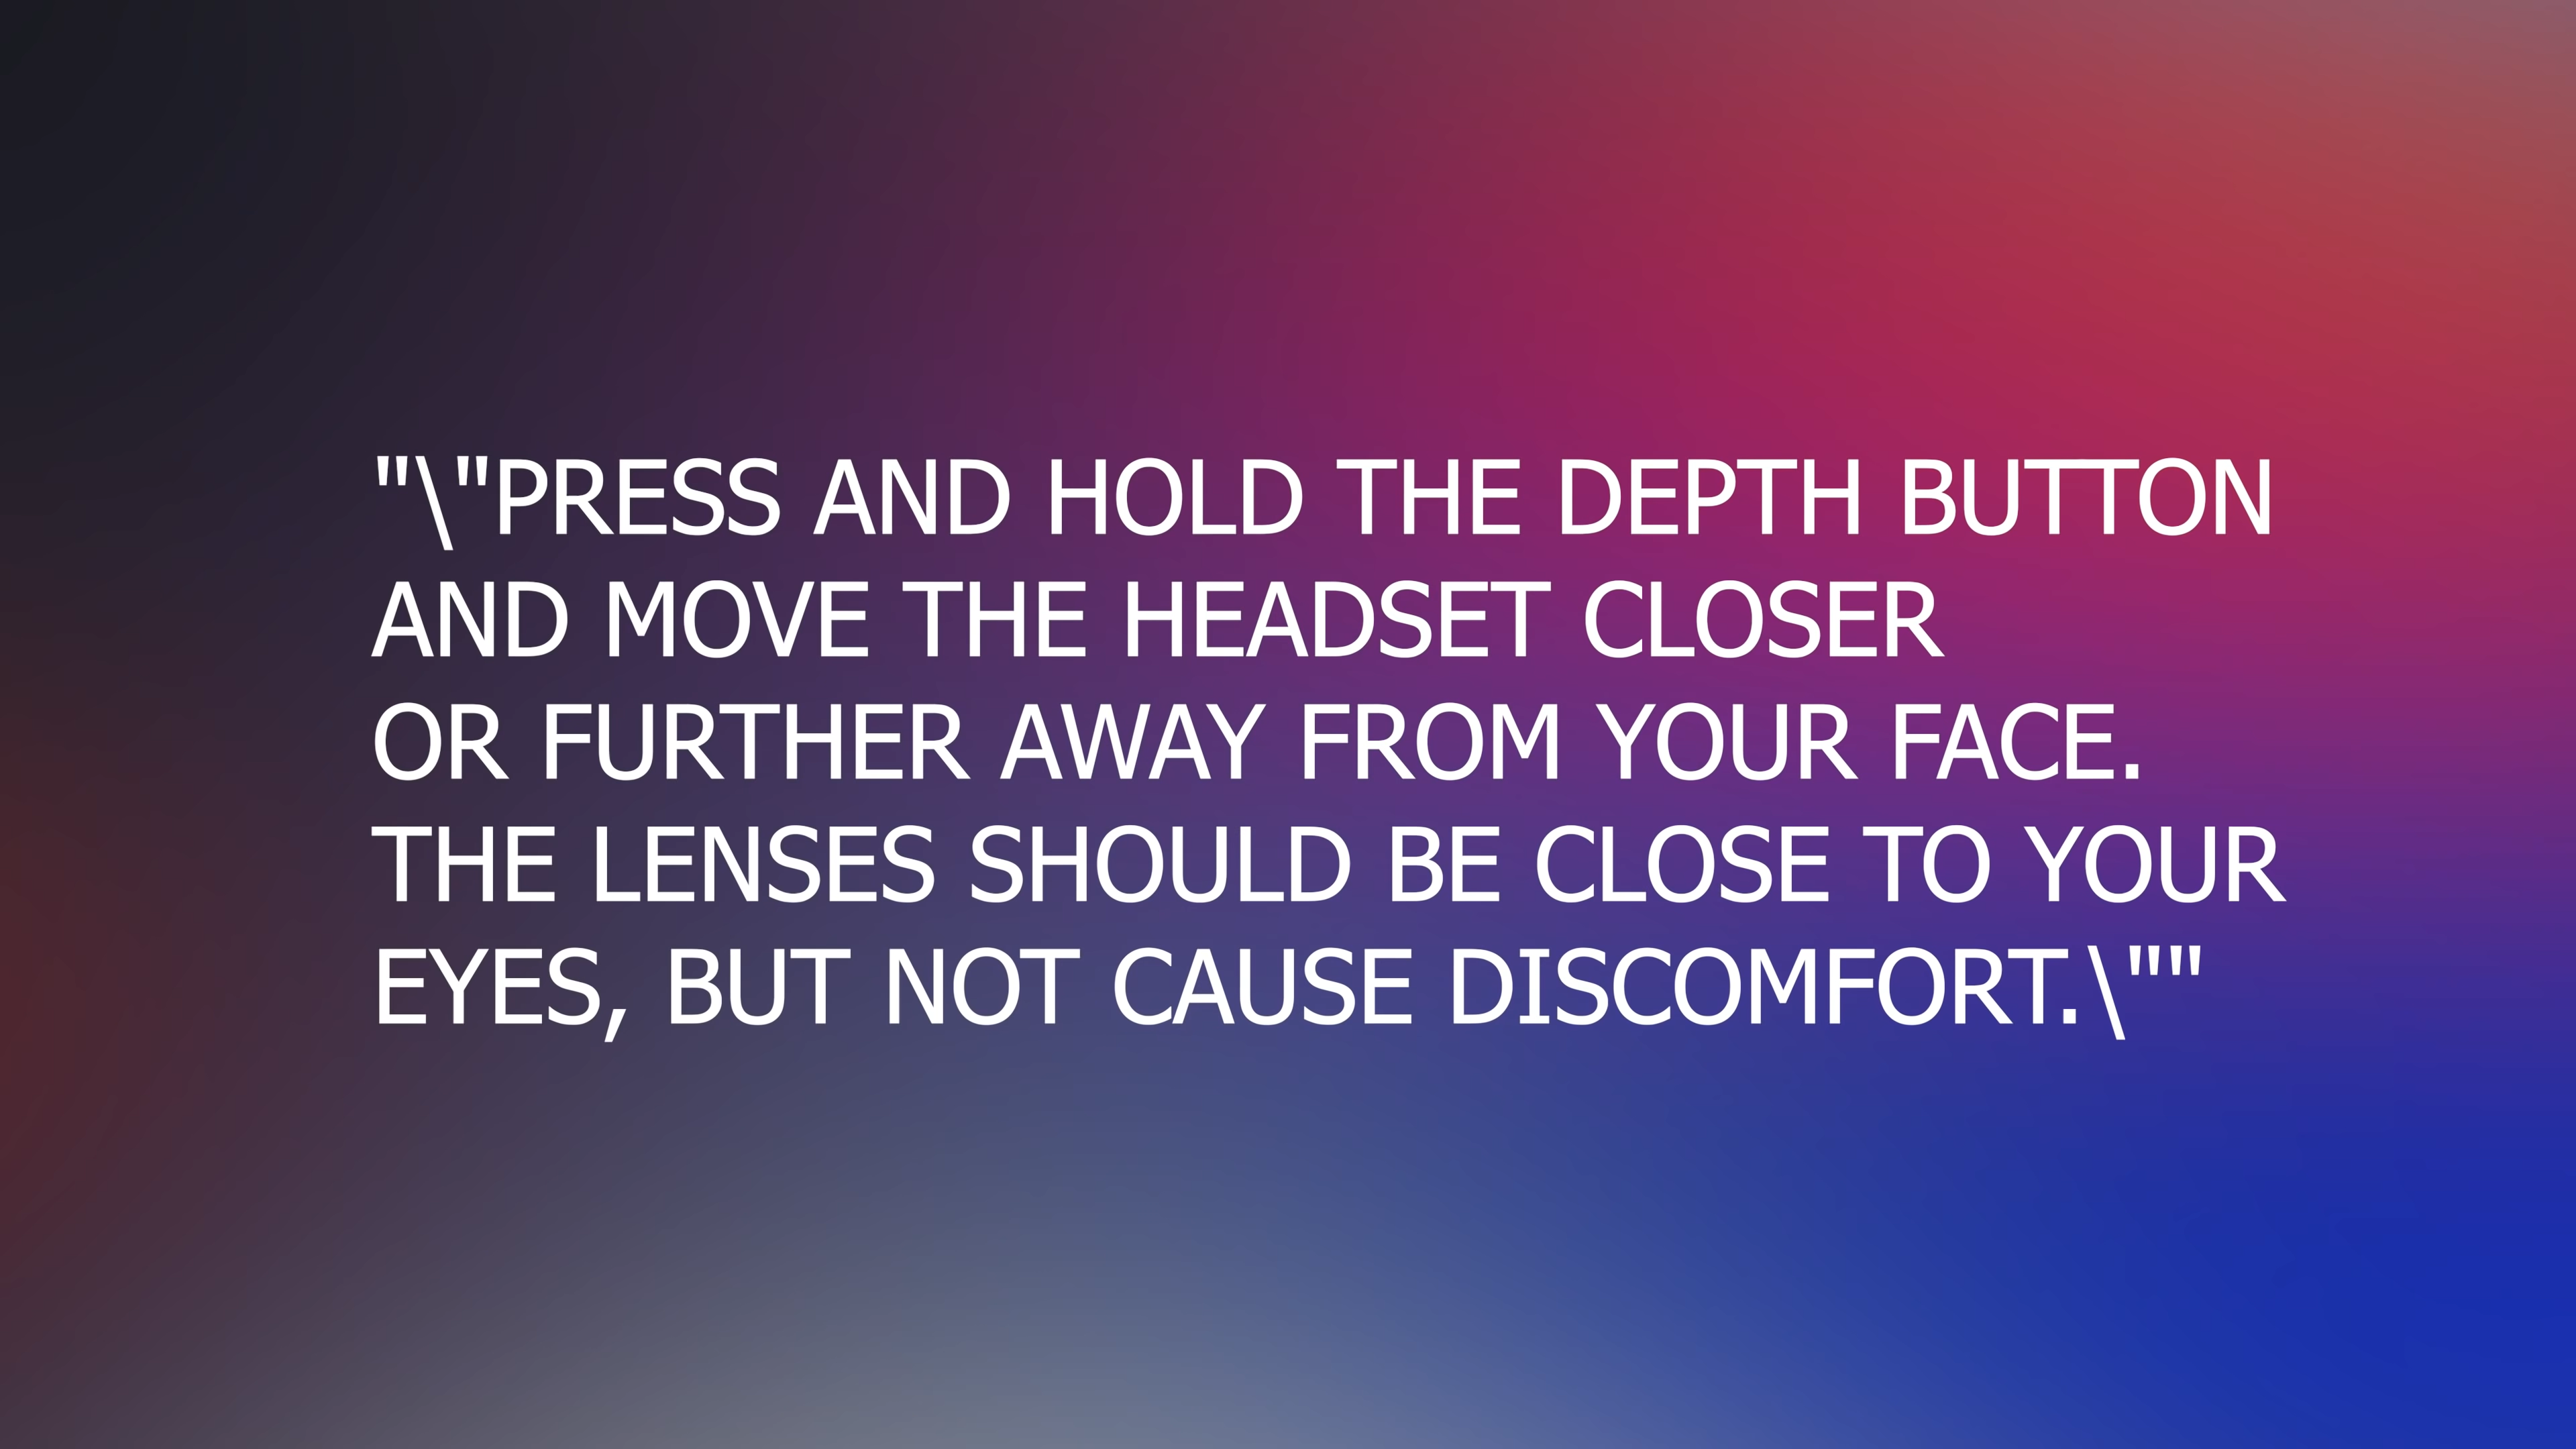 "\"PRESS AND HOLD THE DEPTH BUTTON
AND MOVE THE HEADSET CLOSER
OR FURTHER AWAY FROM YOUR FACE.
THE LENSES SHOULD BE CLOSE TO YOUR
EYES, BUT NOT CAUSE DISCOMFORT.\""